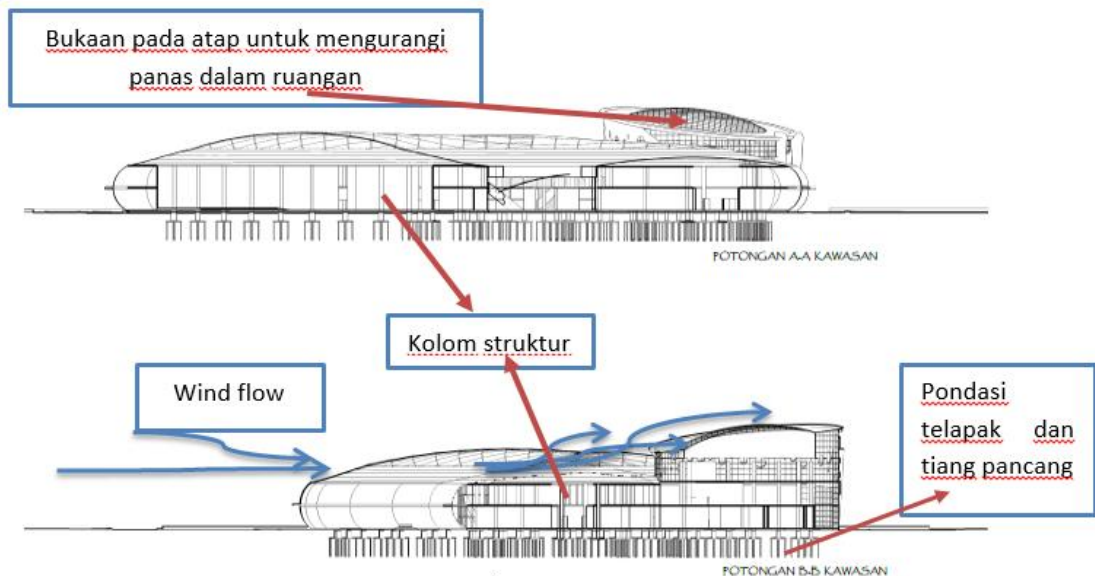 Bukaan pada atap untuk mengurangi
panas dalam ruangan
POTONGAN A-A KAWASAN
Kolom struktur
Wind flow
Pondasi
telapak dan
tiang pancang
POTONGAN B-B KAWASAN